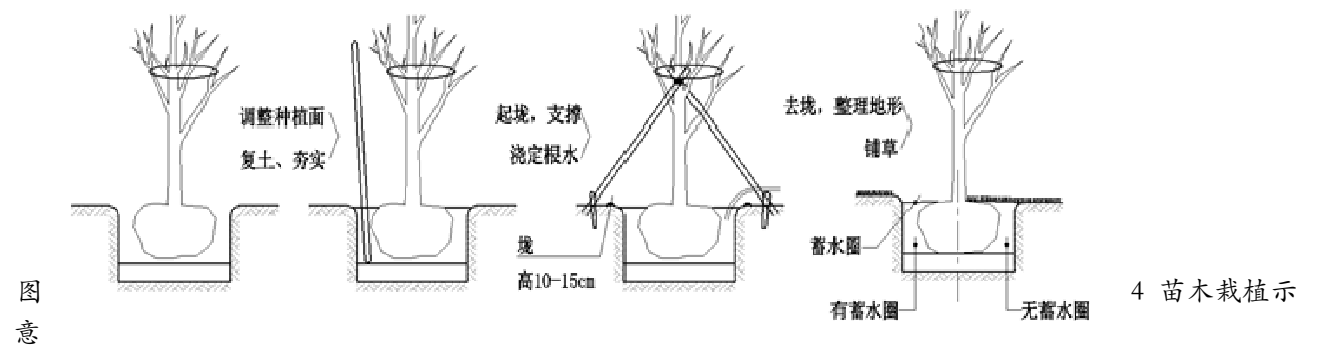 调整种植面
复土、夯实
起垅，支撑
浇定根水
垅
高10-15cm
去垅，整理地形
铺草
蓄水圈
有蓄水圈
无蓄水圈
图 4 苗木栽植示
意